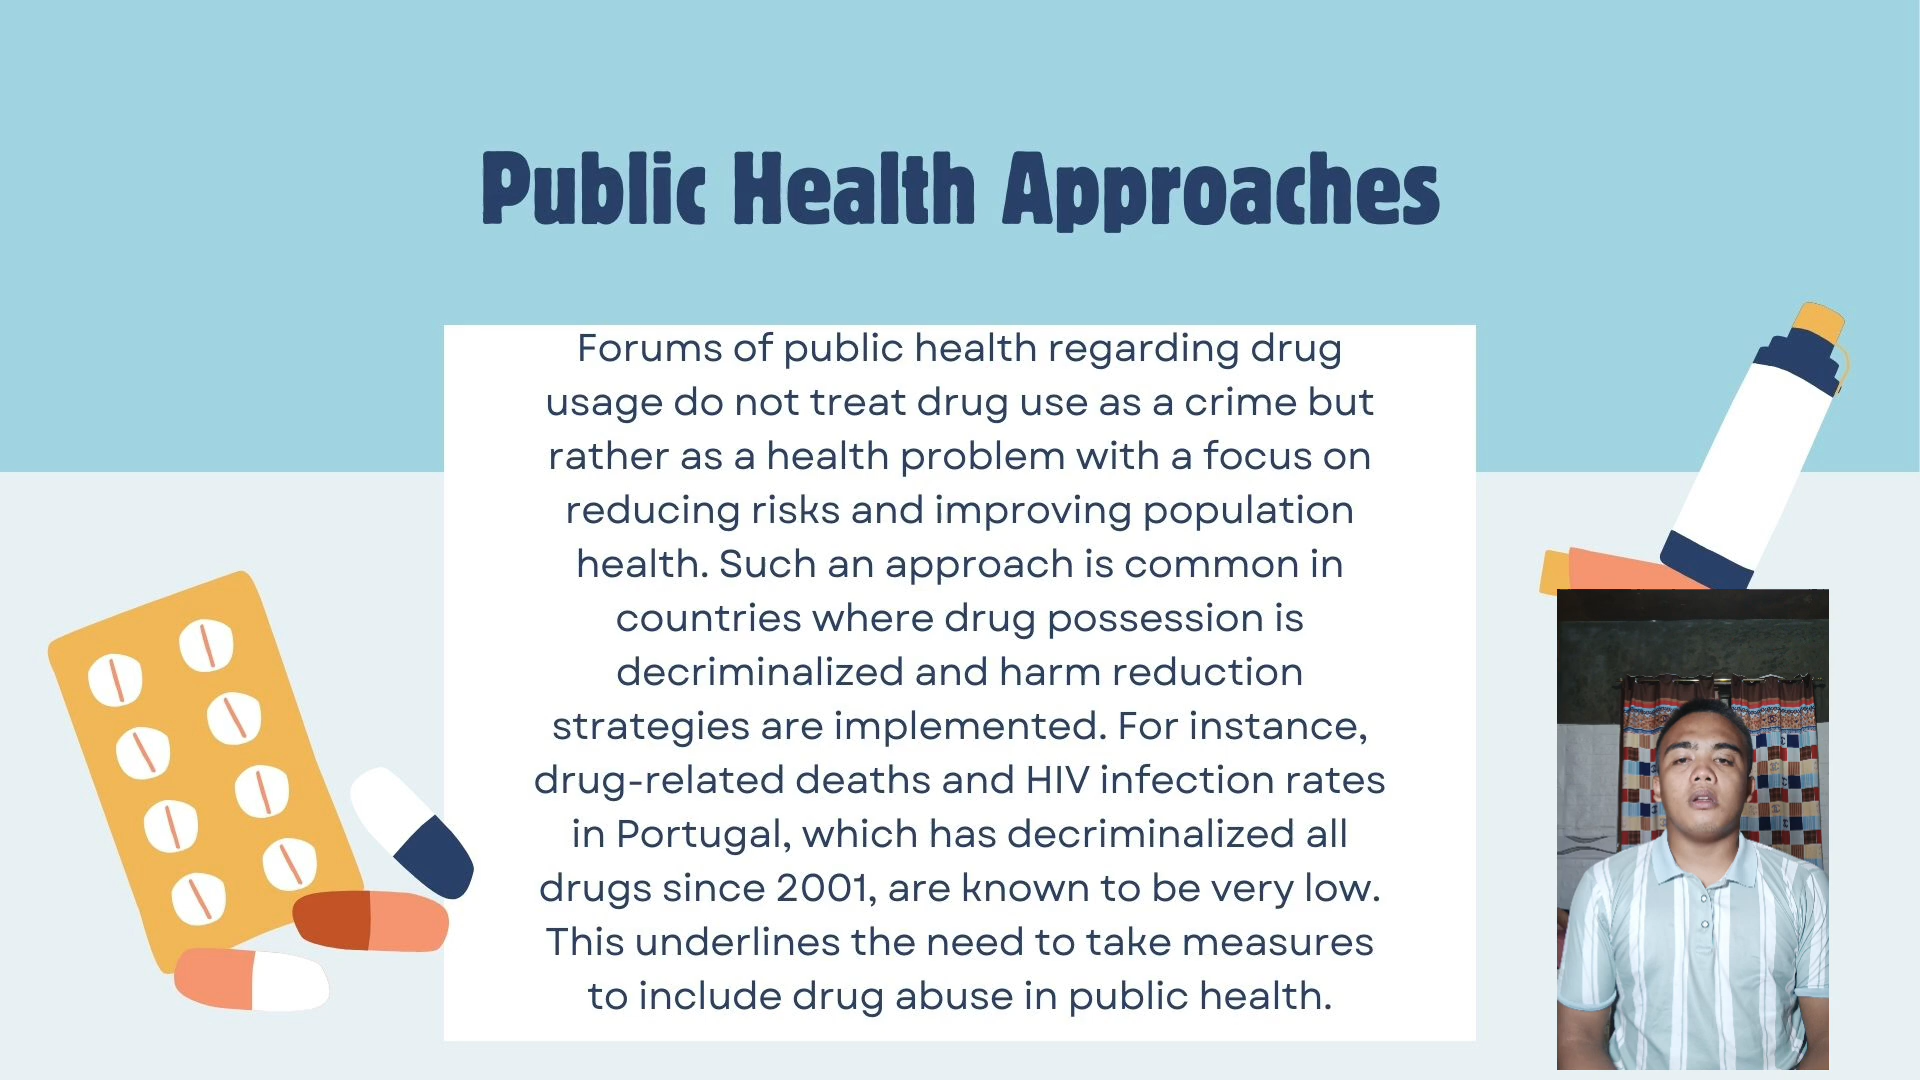 Public Health Approaches
Forums of public health regarding drug
usage do not treat drug use as a crime but
rather as a health problem with a focus on
reducing risks and improving population
health. Such an approach is common in
countries where drug possession is
decriminalized and harm reduction
strategies are implemented. For instance,
drug-related deaths and HIV infection rates
in Portugal, which has decriminalized all
drugs since 2001, are known to be very low.
This underlines the need to take measures
to include drug abuse in public health.